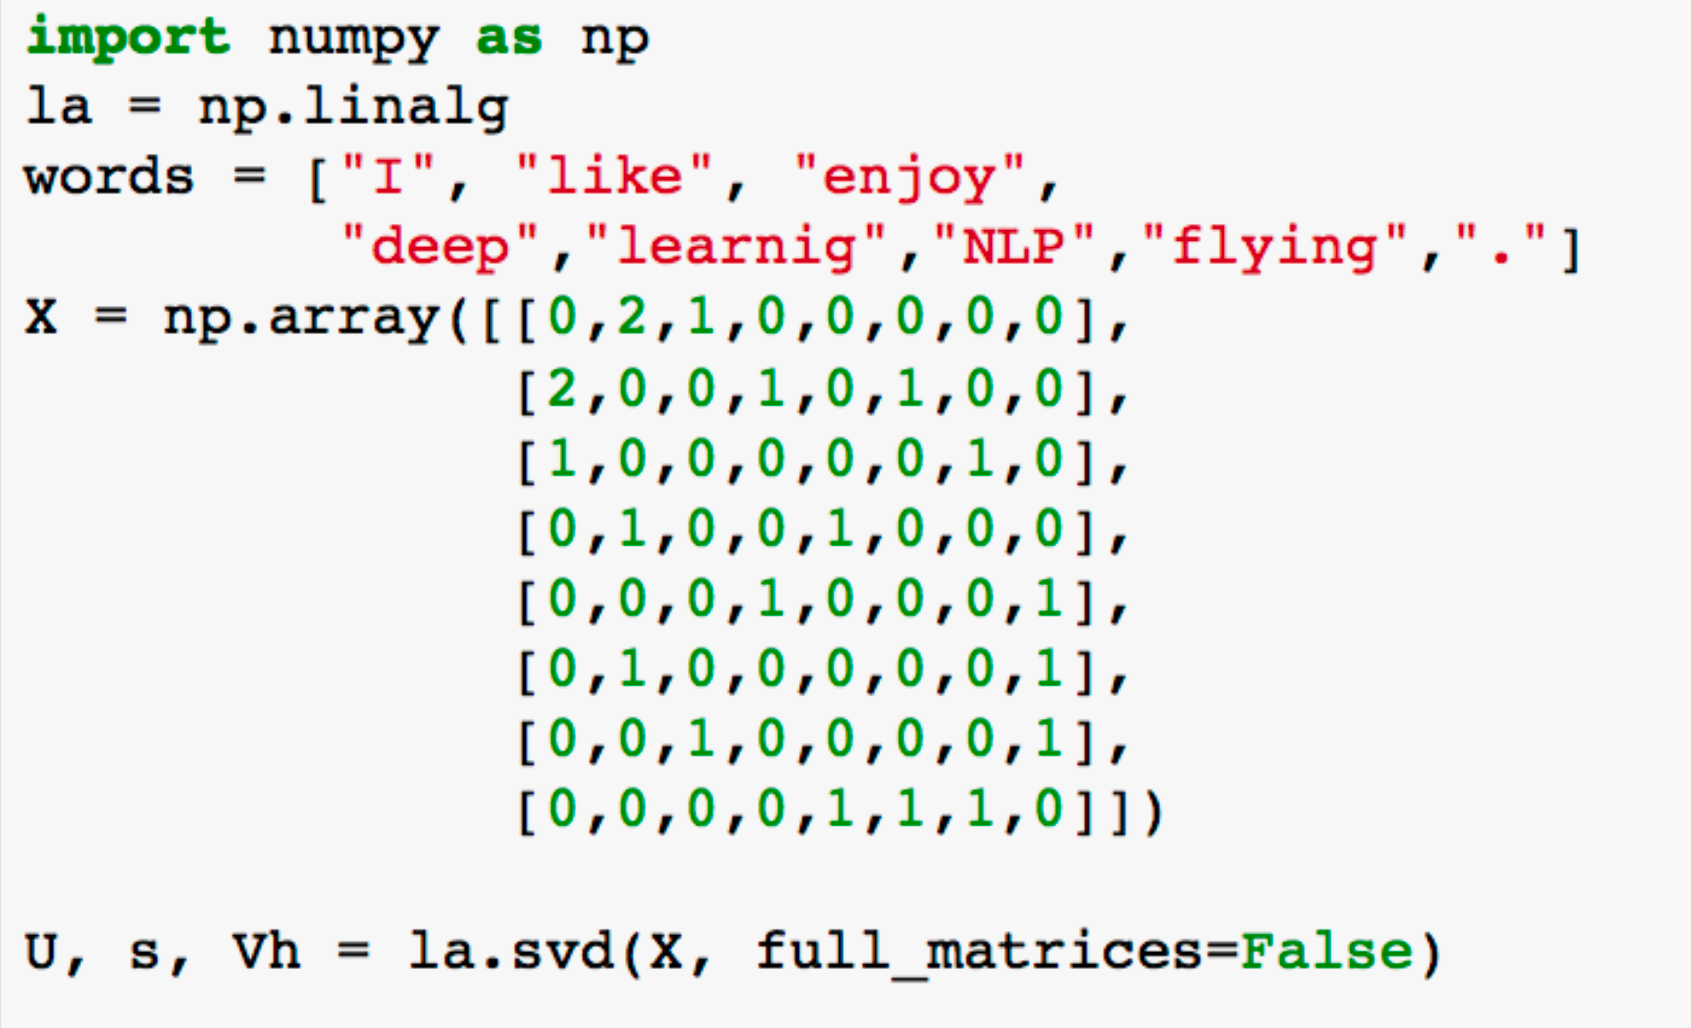 import numpy as np
la = np.linalg
words = ["I", "like", "enjoy",
         "deep","learnig","NLP","flying","."]
X = np.array([[0,2,1,0,0,0,0,0],
              [2,0,0,1,0,1,0,0],
              [1,0,0,0,0,0,1,0],
              [0,1,0,0,1,0,0,0],
              [0,0,0,1,0,0,0,1],
              [0,1,0,0,0,0,0,1],
              [0,0,1,0,0,0,0,1],
              [0,0,0,0,1,1,1,0]])
U, s, Vh = la.svd(X, full_matrices=False)